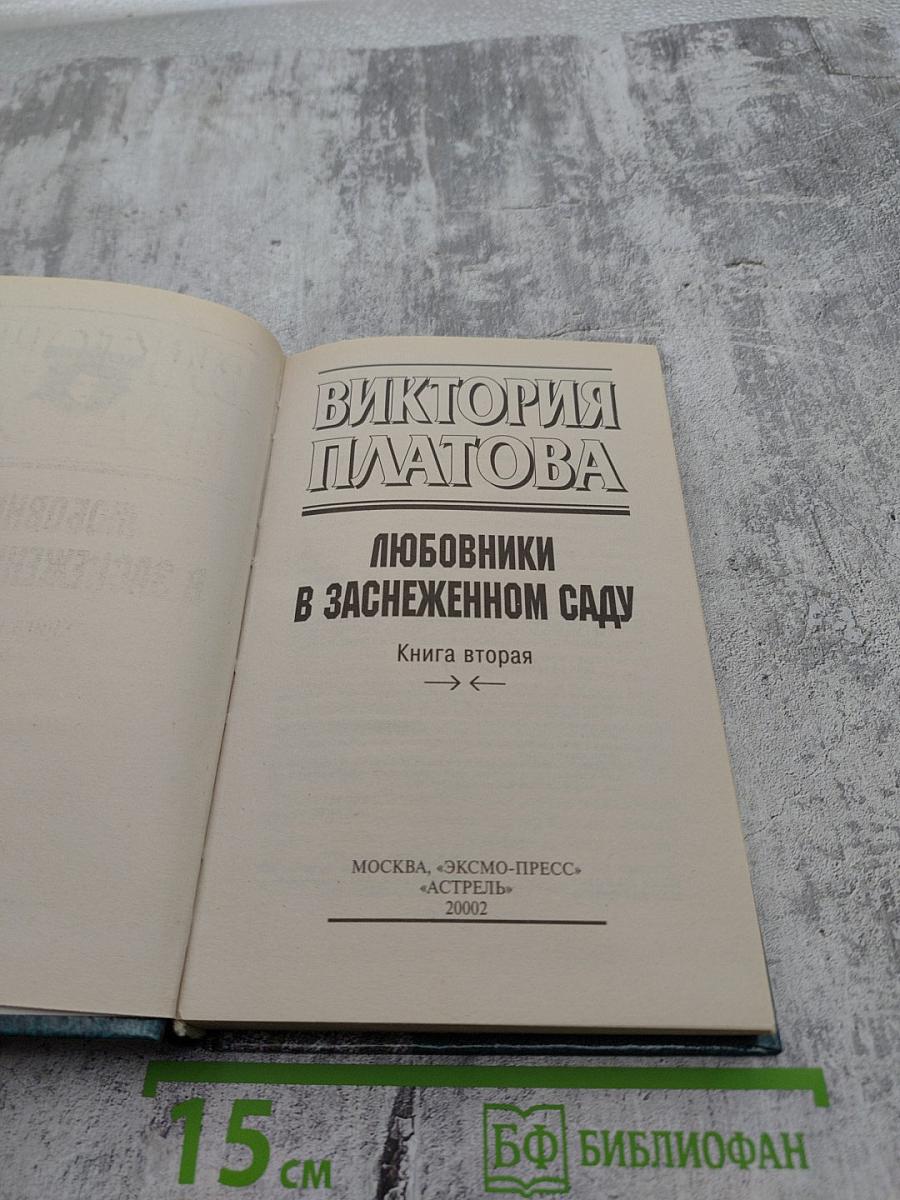 ВИКТОРИЯ
ПЛАТОВА
ЛЮБОВНИКИ
В ЗАСНЕЖЕННОМ САДУ
Книга вторая
МОСКВА, «ЭКСМО-ПРЕСС»
«АСТРЕЛЬ»
20002
15 см
БФ БИБЛИОФАН